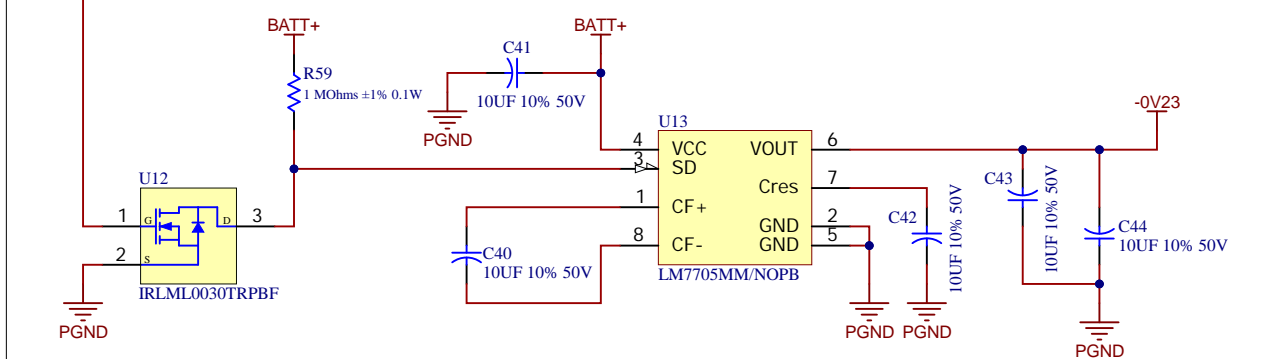 BATT+
BATT+
C41
10UF 10% 50V
PGND
R59
1 MOhms ±1% 0.1W
-0V23
U13
4
VCC
VOUT
6
3
SD
Cres
7
1
CF+
GND
2
8
CF-
GND
5
LM7705MM/NOPB
U12
1
G
D
3
2
S
IRLML0030TRPBF
PGND
C40
10UF 10% 50V
C42
10UF 10% 50V
C43
10UF 10% 50V
C44
10UF 10% 50V
PGND
PGND
PGND